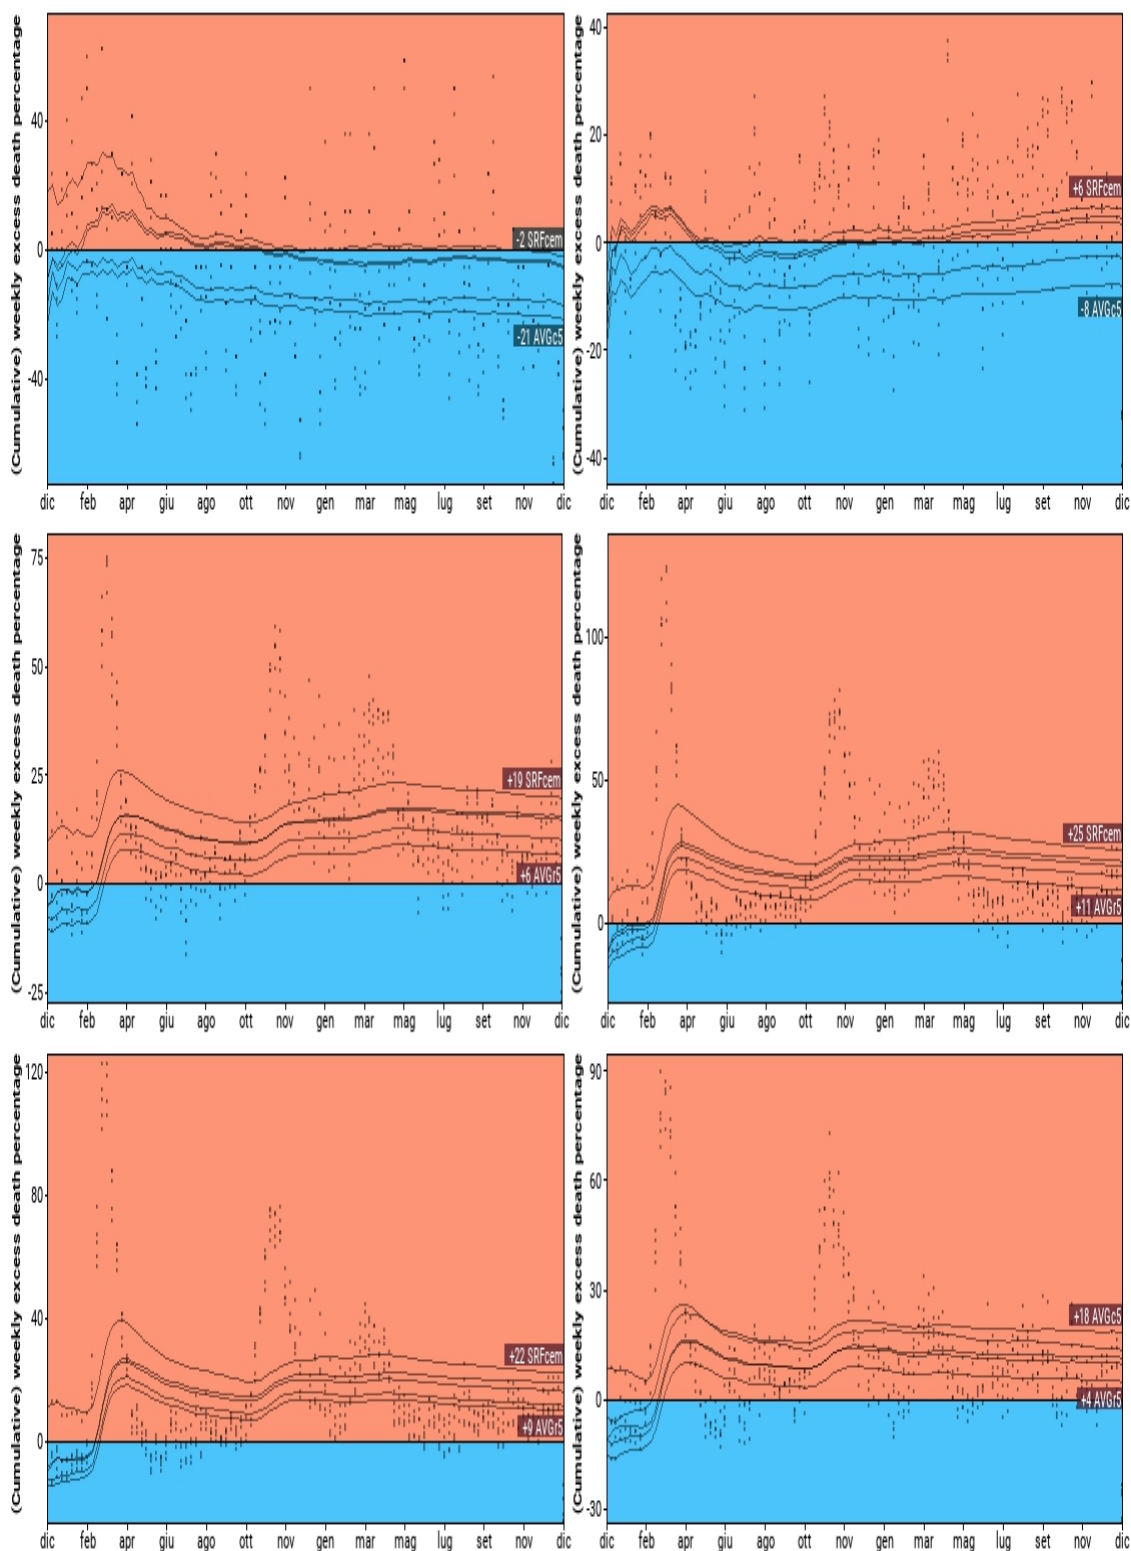 (Cumulative) weekly excess death percentage
40
0
-40
-2 SRFcem
-21 AVGc5
dic feb apr giu ago ott nov gen mar mag lug set nov dic
(Cumulative) weekly excess death percentage
40
20
0
-20
-40
+6 SRFcem
-8 AVGc5
dic feb apr giu ago ott nov gen mar mag lug set nov dic
(Cumulative) weekly excess death percentage
75
50
25
0
-25
+19 SRFcem
+6 AVGr5
dic feb apr giu ago ott nov gen mar mag lug set nov dic
(Cumulative) weekly excess death percentage
100
50
0
+25 SRFcem
+11 AVGr5
dic feb apr giu ago ott nov gen mar mag lug set nov dic
(Cumulative) weekly excess death percentage
120
80
40
0
+22 SRFcem
+9 AVGr5
dic feb apr giu ago ott nov gen mar mag lug set nov dic
(Cumulative) weekly excess death percentage
90
60
30
0
-30
+18 AVGc5
+4 AVGr5
dic feb apr giu ago ott nov gen mar mag lug set nov dic